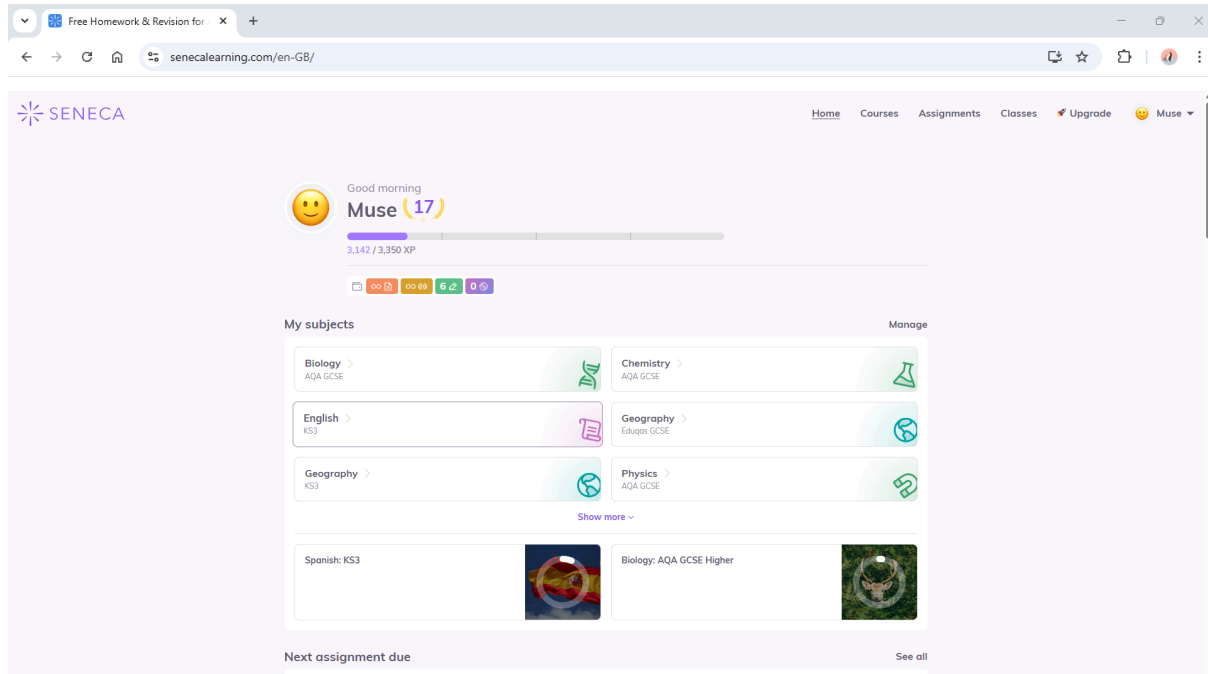 Free Homework & Revision for
senecalearning.com/en-GB/
SENECA
Home Courses Assignments Classes Upgrade Muse
Good morning
Muse 17
3,142 / 3,350 XP
∞ ∞ 6 0
My subjects Manage
Biology Chemistry
AQA GCSE AQA GCSE
English Geography
KS3 Eduqas GCSE
Geography Physics
KS3 AQA GCSE
Show more
Spanish: KS3 Biology: AQA GCSE Higher
Next assignment due See all